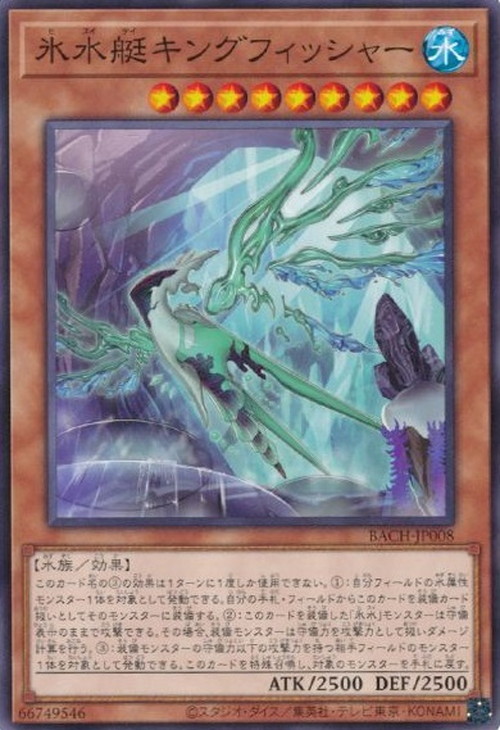 氷水艇キングフィッシャー
水
BACH-JP008
【水族／効果】
このカード名の③の効果は１ターンに１度しか使用できない。①：自分フィールドの水属性
モンスター１体を対象として発動できる。自分の手札・フィールドからこのカードを装備カード
扱いとしてそのモンスターに装備する。②：このカードを装備した「氷水」モンスターは守備
表示のままで攻撃できる。その場合、装備モンスターは守備力を攻撃力として扱いダメージ
計算を行う。③：装備モンスターの守備力以下の攻撃力を持つ相手フィールドのモンスター
１体を対象として発動できる。このカードを特殊召喚し、対象のモンスターを手札に戻す。
ATK/2500 DEF/2500
66749546 ©スタジオ・ダイス／集英社・テレビ東京・KONAMI